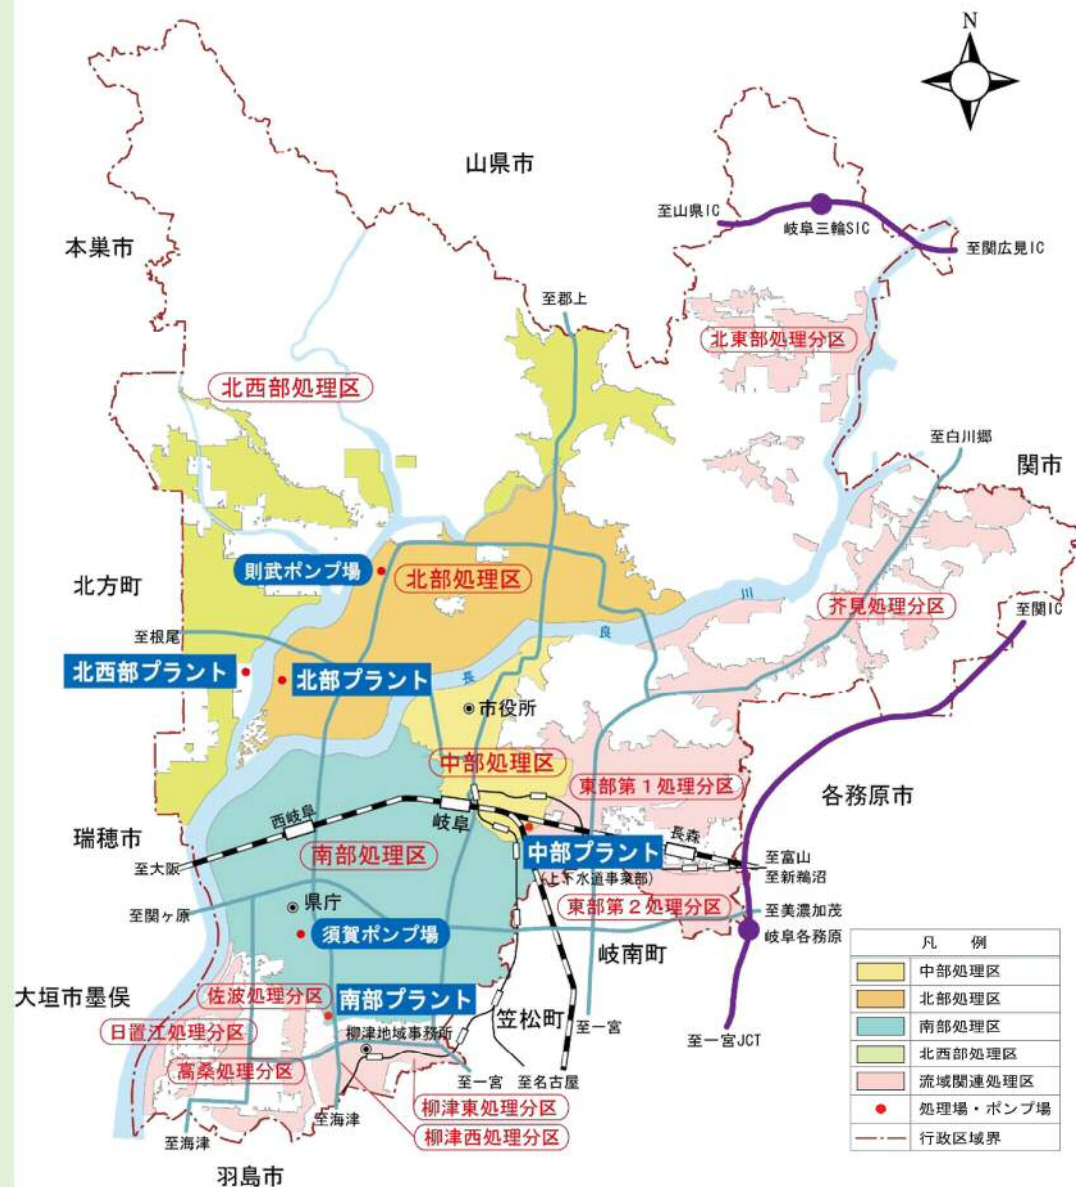 N
山県市
至山県IC
岐阜三輪SIC
至関広見IC
本巣市
至郡上
北東部処理分区
北西部処理区
至白川郷
関市
則武ポンプ場
北部処理区
北方町
川
芥見処理分区
至関IC
至根尾
良
北西部プラント
北部プラント
長
市役所
中部処理区
東部第1処理分区
各務原市
西岐阜
岐阜
長森
瑞穂市
南部処理区
中部プラント
至富山
至大阪
(上下水道事業部)
至新鵜沼
県庁
東部第2処理分区
至美濃加茂
至関ヶ原
須賀ポンプ場
岐阜各務原
岐南町
大垣市墨俣
佐波処理分区
南部プラント
笠松町
日置江処理分区
柳津地域事務所
至一宮
至一宮JCT
高桑処理分区
至一宮
至名古屋
柳津東処理分区
至海津
柳津西処理分区
至海津
羽島市
凡 例
中部処理区
北部処理区
南部処理区
北西部処理区
流域関連処理区
処理場・ポンプ場
行政区域界